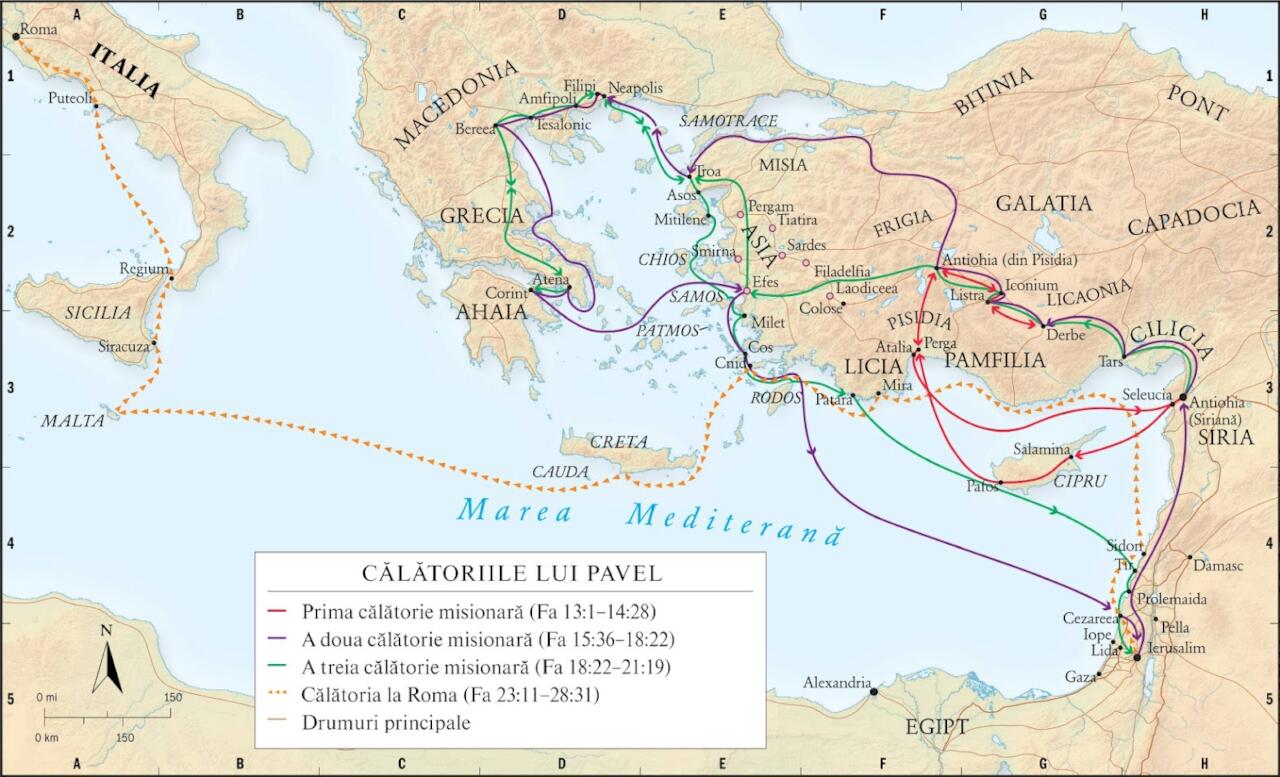 A B C D E F G H
Roma
ITALIA
1
Puteoli
MACEDONIA
Filipi
Neapolis
Amfipoli
Bereea
Tesalonic
SAMOTRACE
BITINIA
PONT
1
Troa
MISIA
Asos
Mitilene
Pergam
Tiatira
ASIA
GRECIA
FRIGIA
GALATIA
CAPADOCIA
2
CHIOS
Smirna
Sardes
Filadelfia
Antiohia (din Pisidia)
2
Regium
Atena
Corint
Efes
Laodiceea
Iconium
Listra
LICAONIA
SAMOS
Colose
SICILIA
AHAIA
PATMOS
Milet
PISIDIA
Derbe
CILICIA
Siracuza
Cos
Atalia
Perga
Cnid
LICIA
PAMFILIA
Tars
3
RODOS
Patara
Mira
Seleucia
Antiohia
(Siriană)
3
MALTA
CRETA
Salamina
SIRIA
CAUDA
Pafos
CIPRU
Marea Mediterană
4
Sidon
Tir
Damasc
4
CĂLĂTORIILE LUI PAVEL
Prima călătorie misionară (Fa 13:1–14:28)
A doua călătorie misionară (Fa 15:36–18:22)
A treia călătorie misionară (Fa 18:22–21:19)
Călătoria la Roma (Fa 23:11–28:31)
Drumuri principale
Ptolemaida
Cezareea
Pella
Iope
Lida
Ierusalim
Gaza
N
0 mi 150
0 km 150
Alexandria
EGIPT
5
5
A B C D E F G H